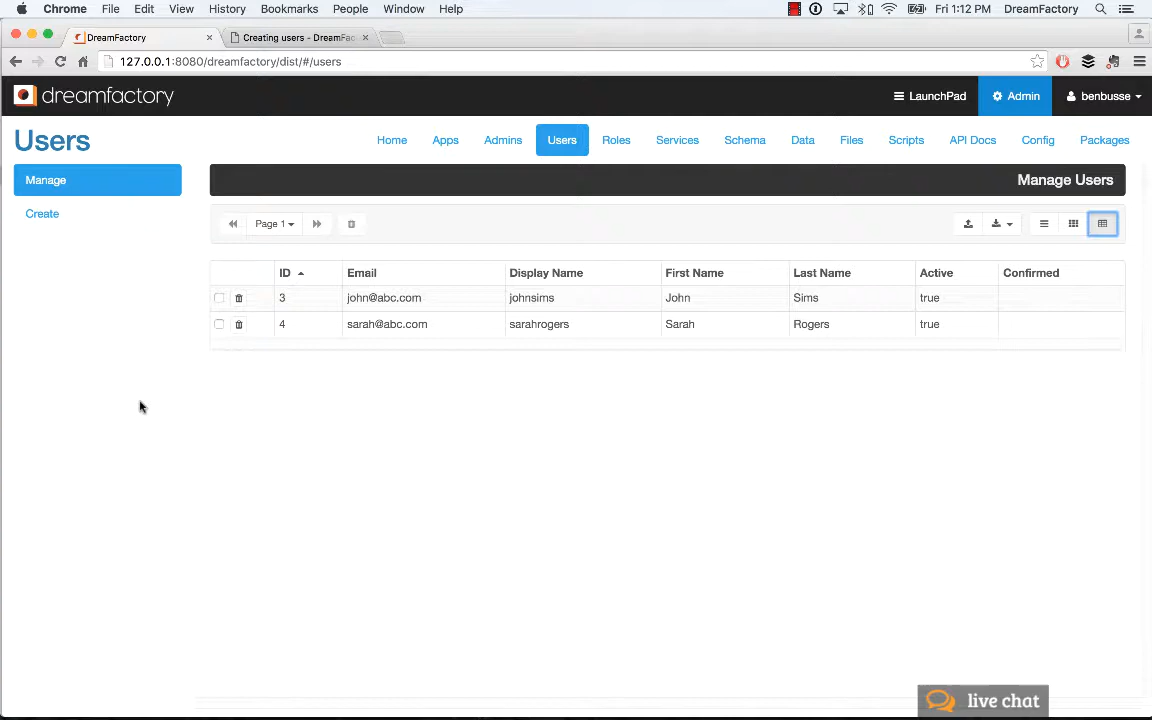 Chrome File Edit View History Bookmarks People Window Help Fri 1:12 PM DreamFactory
DreamFactory Creating users - DreamFac
127.0.0.1:8080/dreamfactory/dist/#/users
dreamfactory LaunchPad Admin benbusse
Users Home Apps Admins Users Roles Services Schema Data Files Scripts API Docs Config Packages
Manage Manage Users
Create Page 1
ID Email Display Name First Name Last Name Active Confirmed
3 john@abc.com johnsims John Sims true
4 sarah@abc.com sarahrogers Sarah Rogers true
live chat